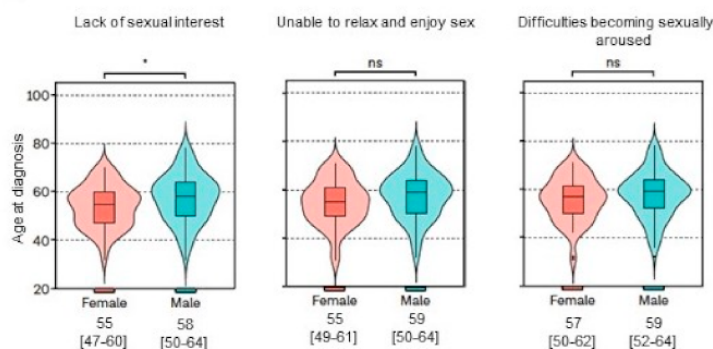 Lack of sexual interest
Unable to relax and enjoy sex
Difficulties becoming sexually
aroused
*
ns
ns
Age at diagnosis
100
80
60
40
20
Female Male
55 58
[47-60] [50-64]
Female Male
55 59
[49-61] [50-64]
Female Male
57 59
[50-62] [52-64]